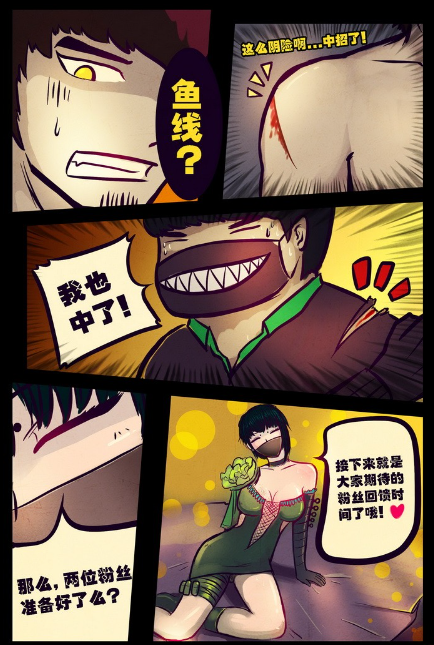 鱼
线
？
这么阴险啊...中招了！
我也
中了！
那么，两位粉丝
准备好了么？
接下来就是
大家期待的
粉丝回馈时
间了哦！